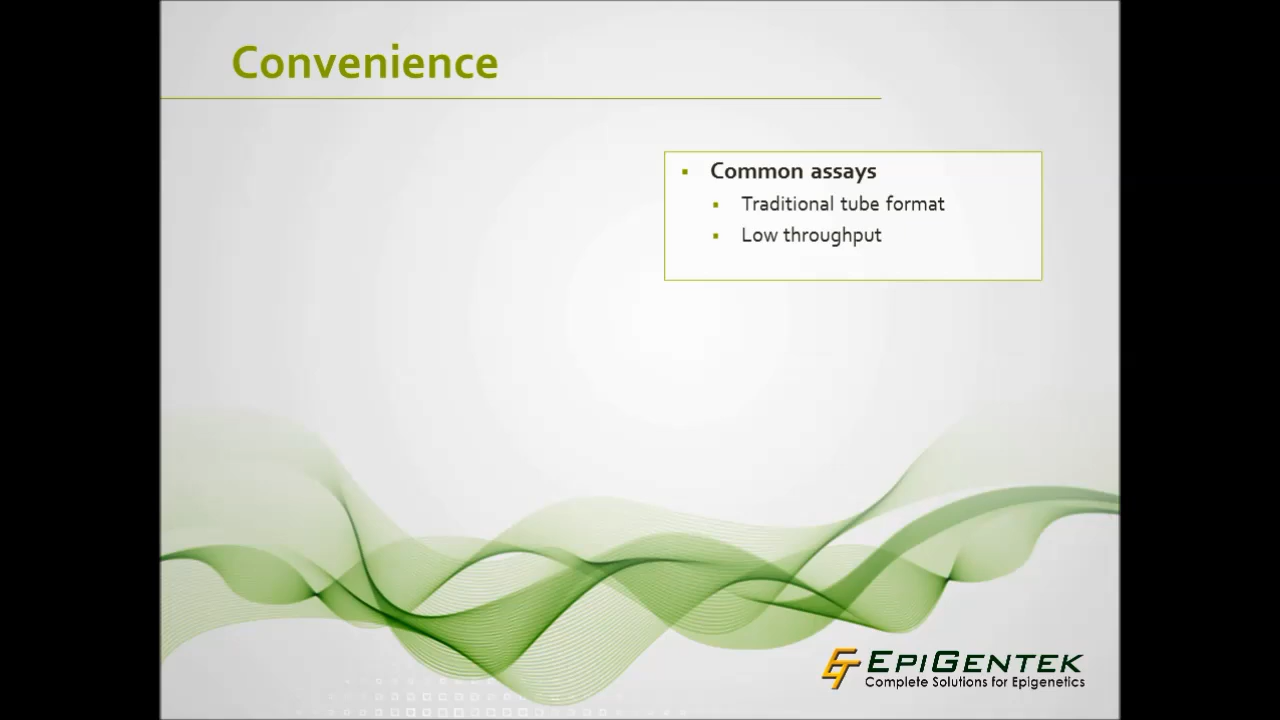 Convenience
Common assays
Traditional tube format
Low throughput
EPIGENTEK
Complete Solutions for Epigenetics